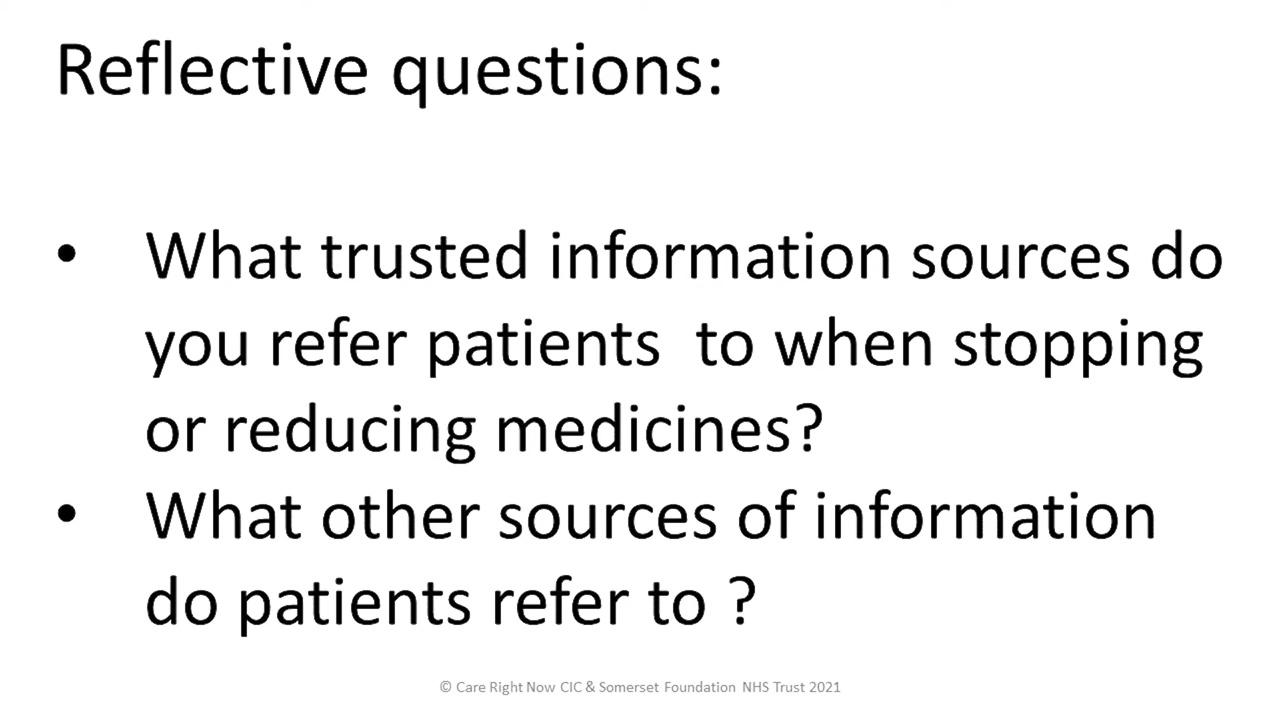 Reflective questions:
• What trusted information sources do
you refer patients  to when stopping
or reducing medicines?
• What other sources of information
do patients refer to ?
© Care Right Now CIC & Somerset Foundation NHS Trust 2021